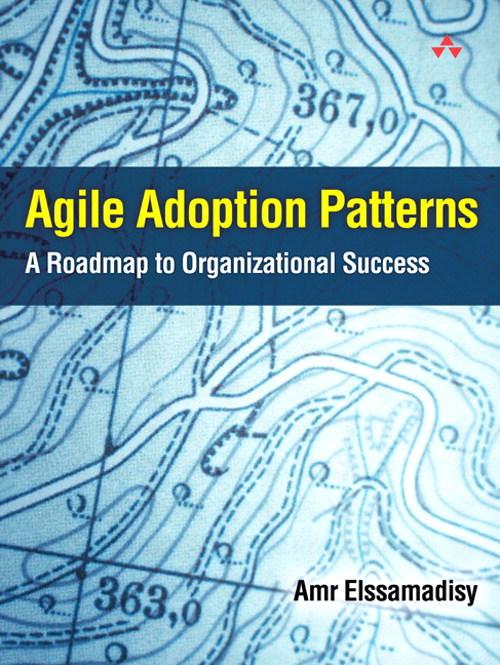 367,0
Agile Adoption Patterns
A Roadmap to Organizational Success
Amr Elssamadisy
363,0